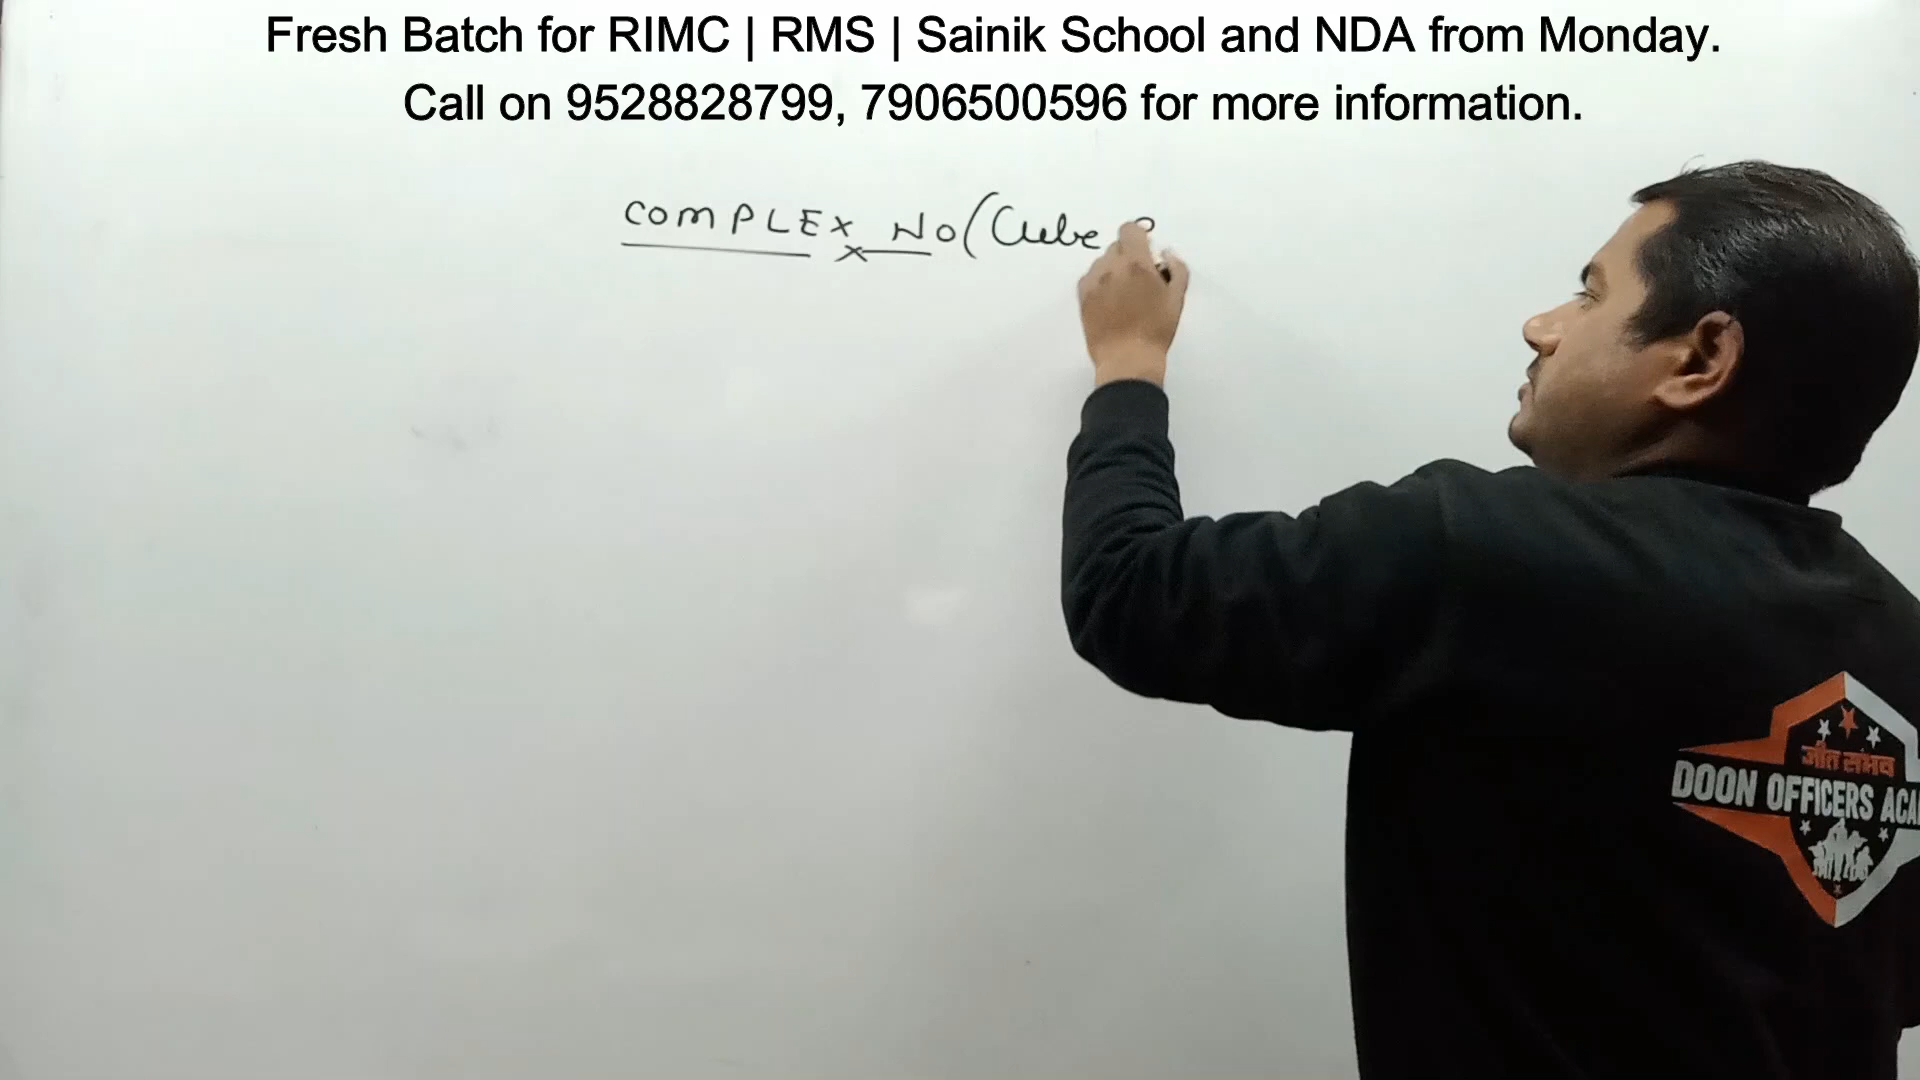 Fresh Batch for RIMC | RMS | Sainik School and NDA from Monday.
Call on 9528828799, 7906500596 for more information.
COMPLEX NO (Cube
जीत संभव
DOON OFFICERS